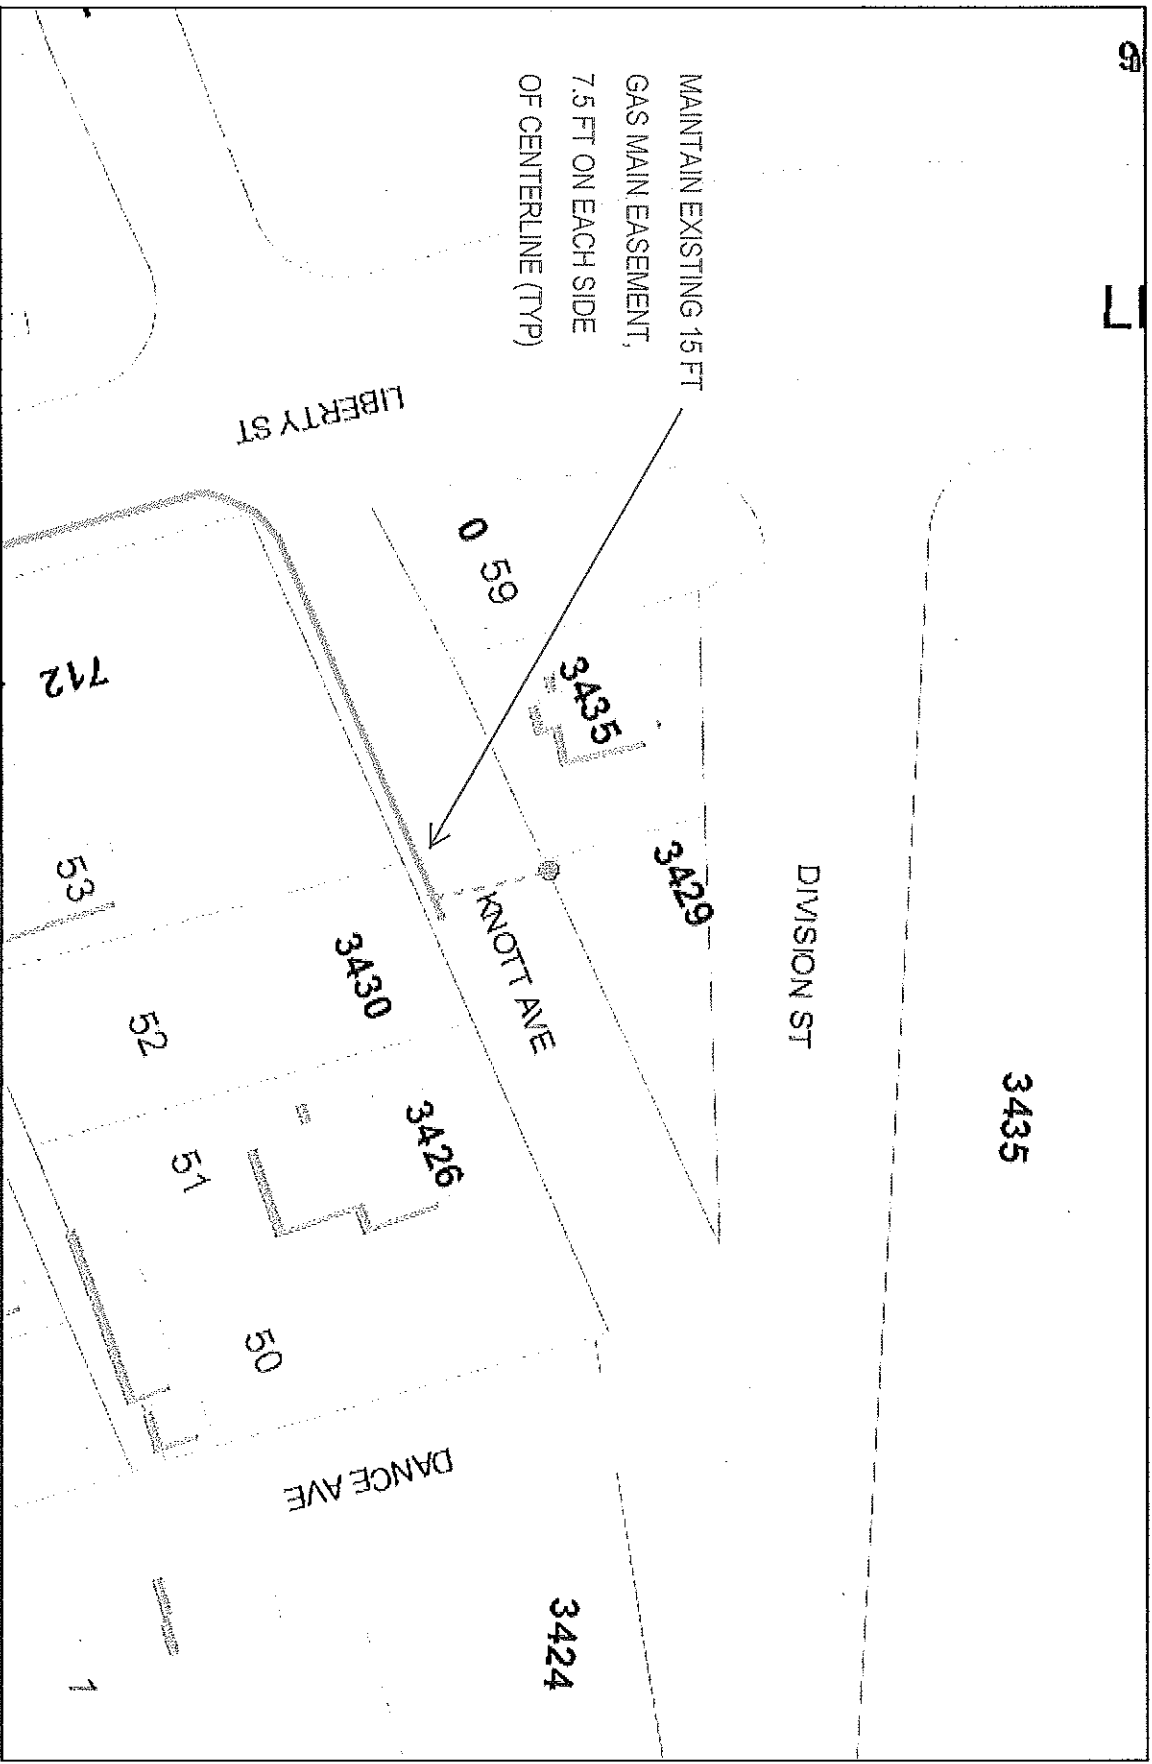 MAINTAIN EXISTING 15 FT
GAS MAIN EASEMENT,
7.5 FT ON EACH SIDE
OF CENTERLINE (TYP)
LIBERTY ST
DIVISION ST
KNOTT AVE
DANCE AVE
0 59
3435
3429
3435
712
53
3430
52
3426
51
50
3424
1